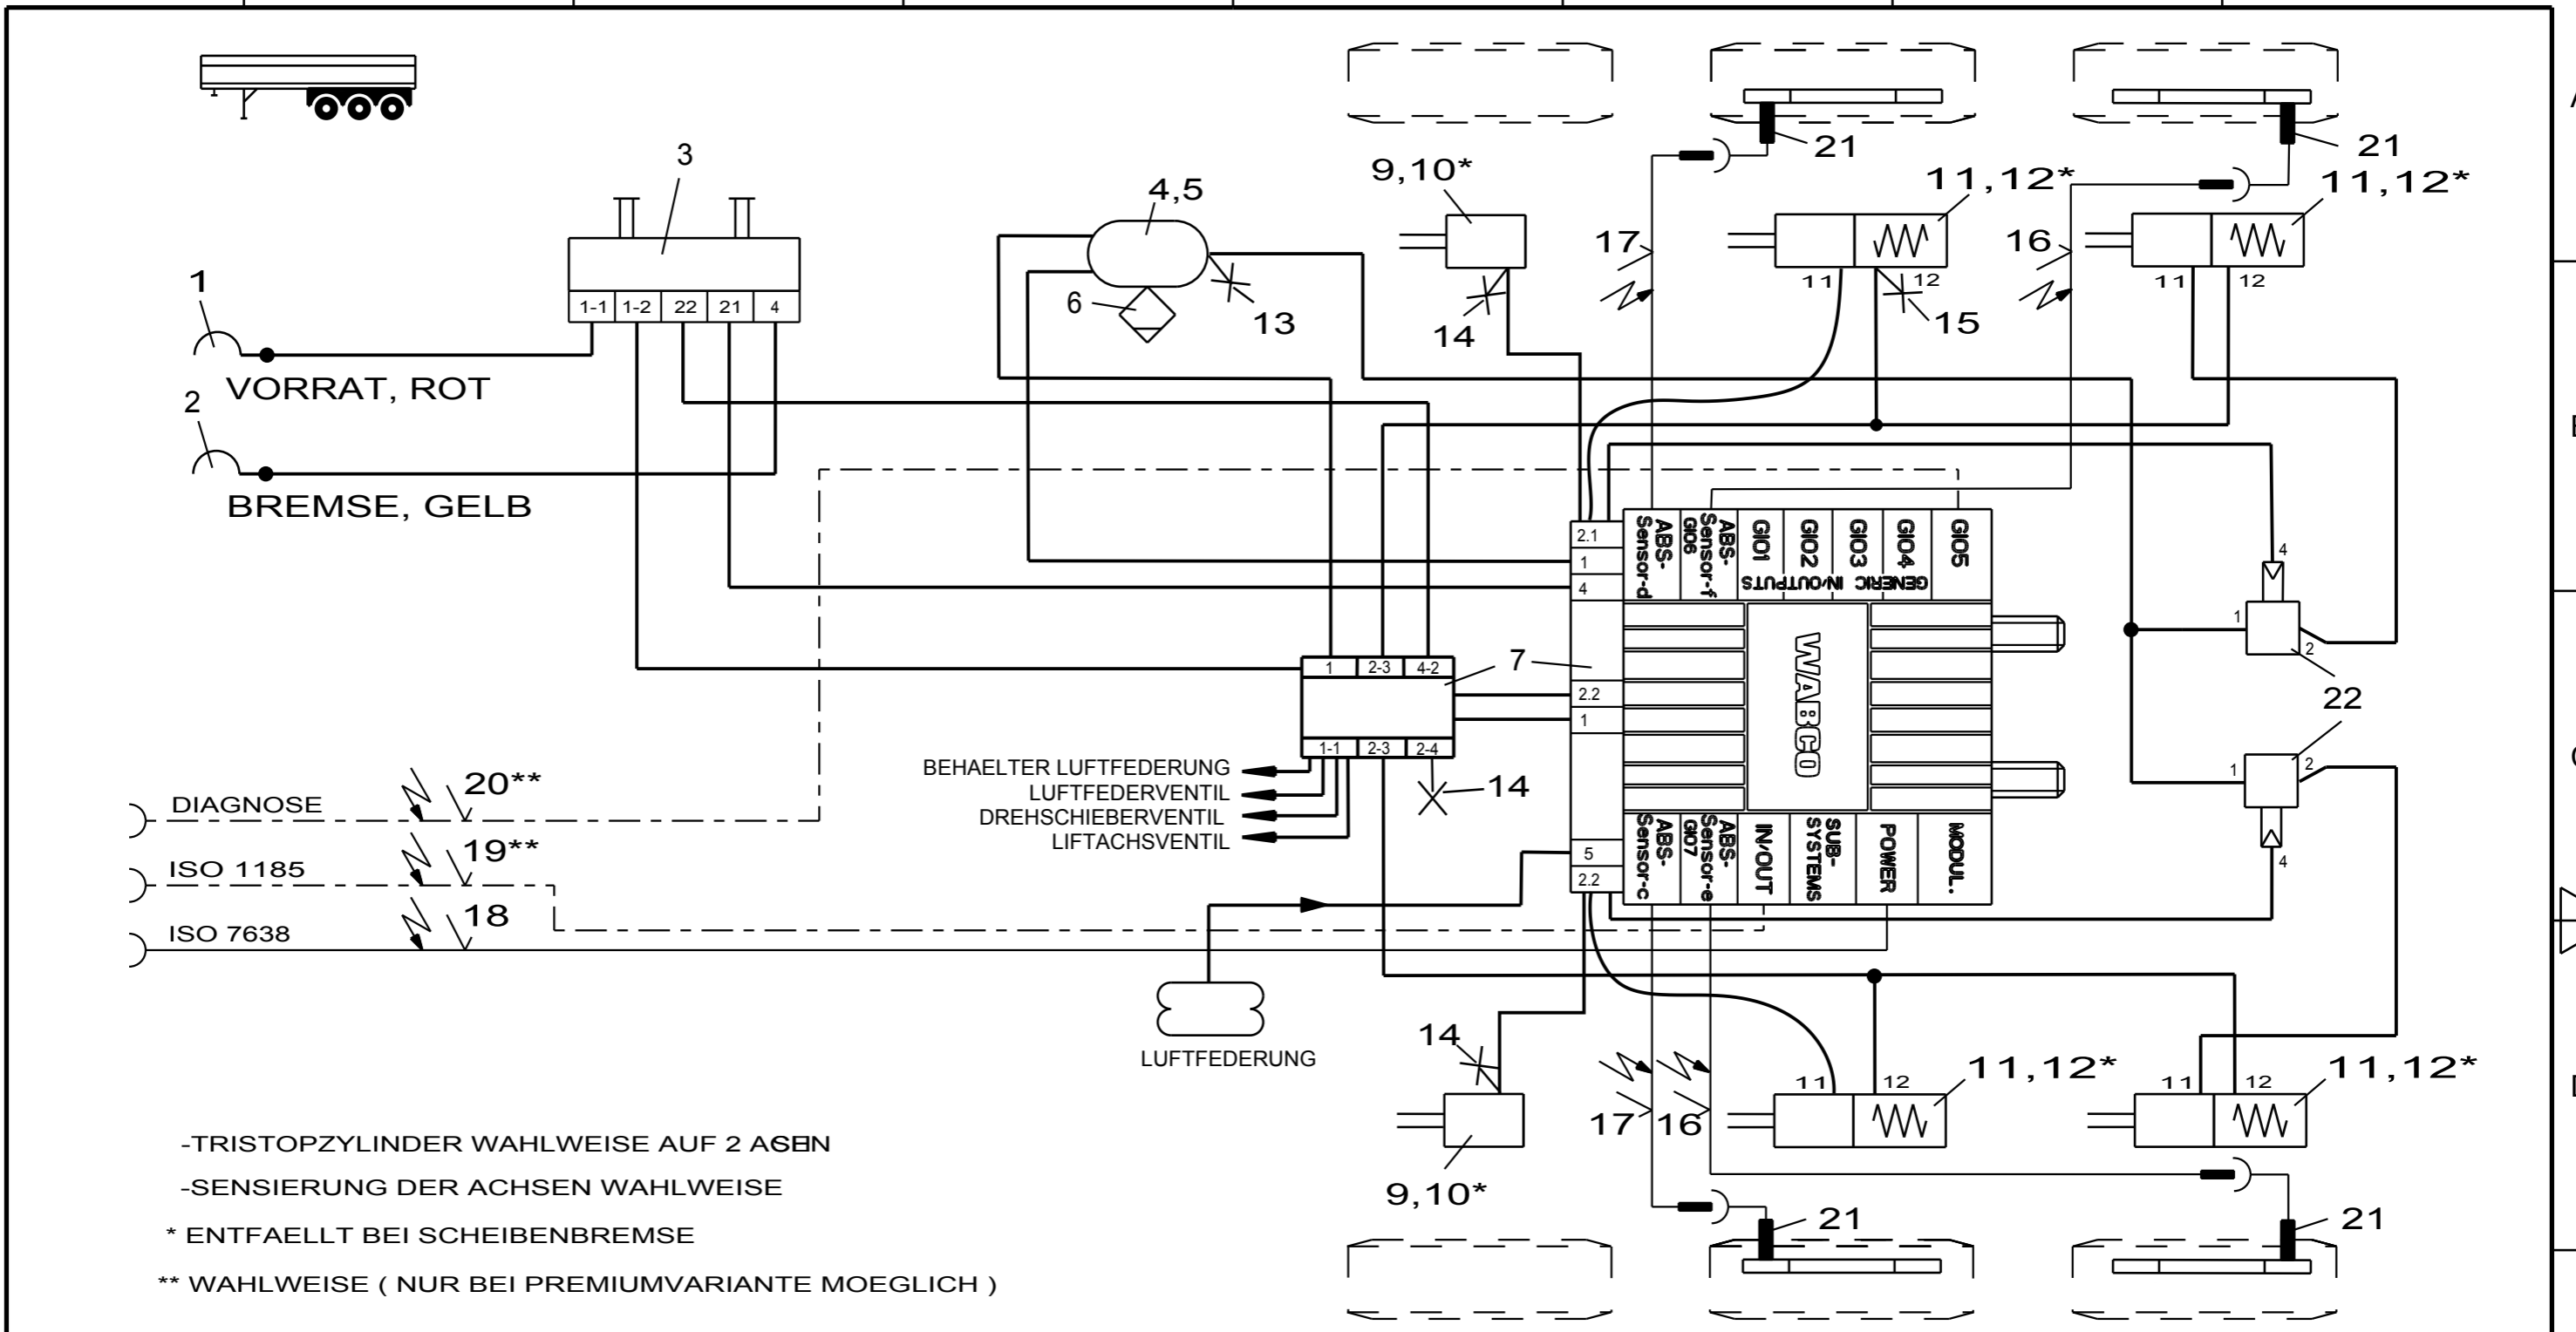 3
4,5
9,10*
21
21
11,12*
11,12*
1
6
13
14
17
11
12
15
16
11
12
1-1
1-2
22
21
4
VORRAT, ROT
2
BREMSE, GELB
2.1
1
4
ABS-
Sensor-d
ABS-
Sensor-f
GIO6
GIO1
GIO2
GIO3
GIO4
GIO5
GENERIC IN/OUTPUTS
4
1
2
22
7
1
2-3
4-2
2.2
1
WABCO
1-1
2-3
2-4
14
1
2
4
BEHAELTER LUFTFEDERUNG
LUFTFEDERVENTIL
DREHSCHIEBERVENTIL
LIFTACHSVENTIL
DIAGNOSE
20**
ISO 1185
19**
ISO 7638
18
5
2.2
ABS-
Sensor-c
ABS-
Sensor-e
GIO7
IN/OUT
SUB-
SYSTEMS
POWER
MODUL.
LUFTFEDERUNG
14
9,10*
17
16
11
12
11,12*
11
12
11,12*
21
21
-TRISTOPZYLINDER WAHLWEISE AUF 2
-SENSIERUNG DER ACHSEN WAHLWEISE
* ENTFAELLT BEI SCHEIBENBREMSE
** WAHLWEISE ( NUR BEI PREMIUMVARIANTE MOEGLICH )